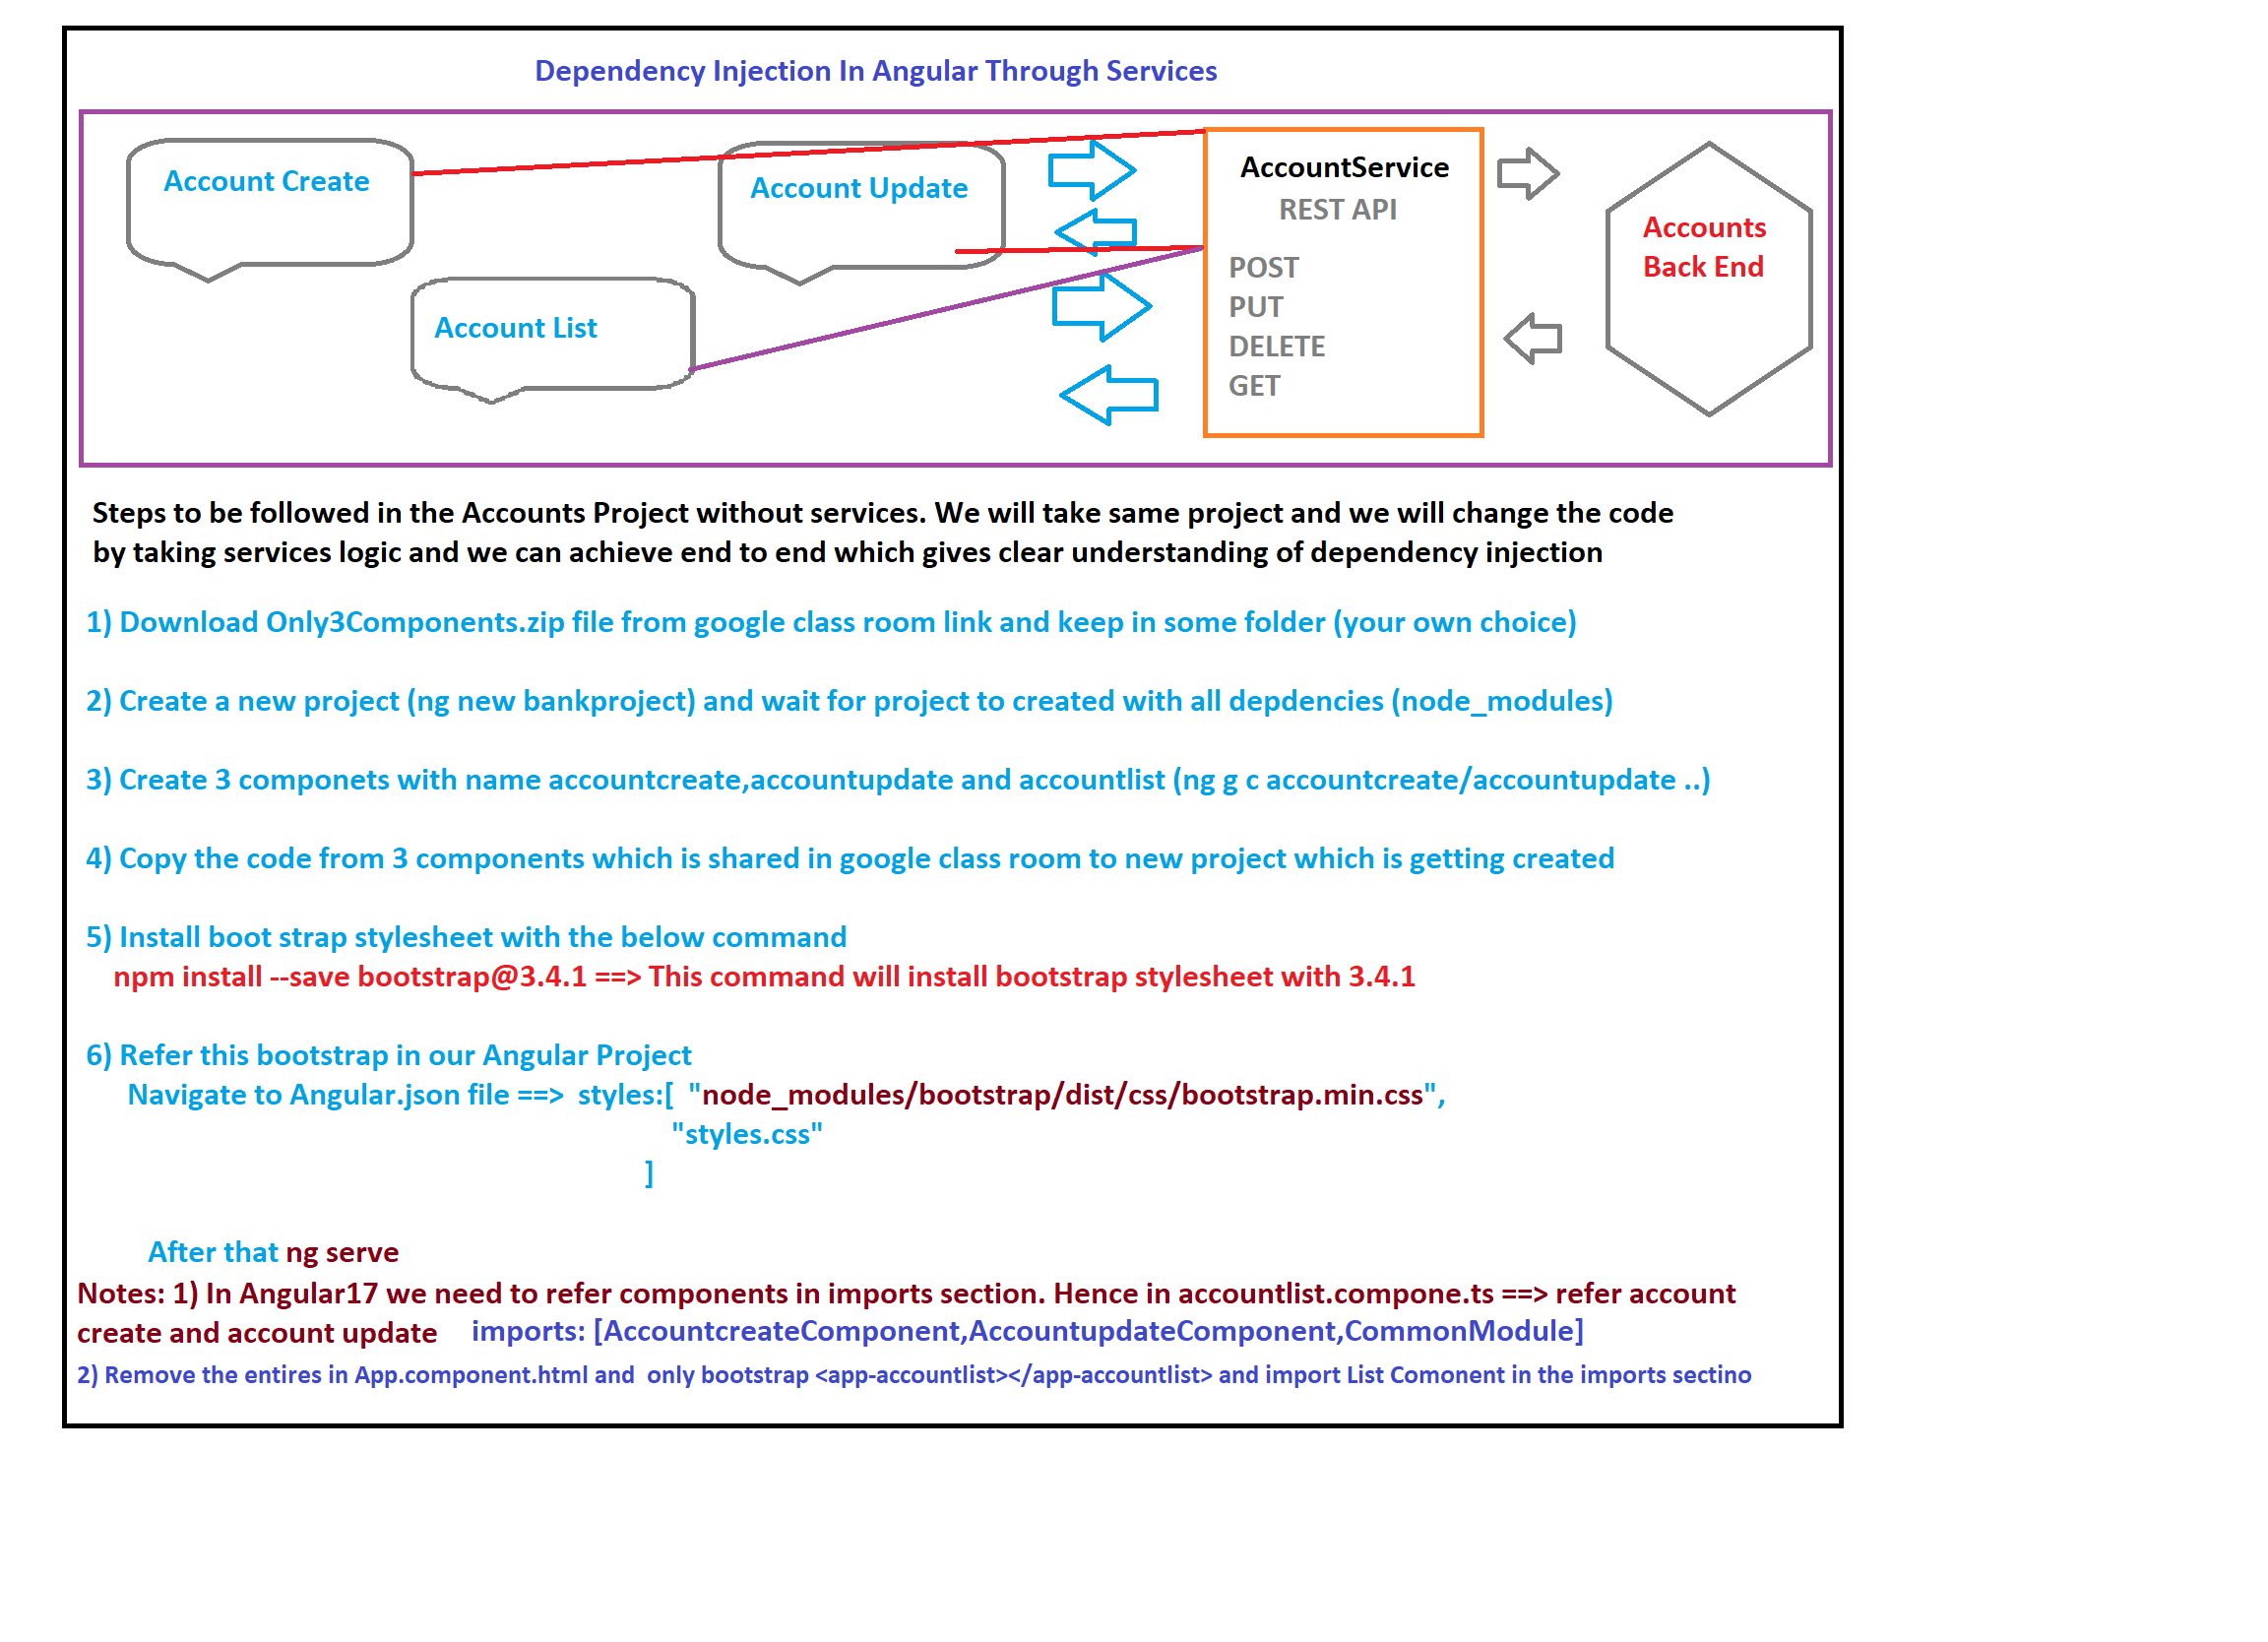 Dependency Injection In Angular Through Services
Account Create
Account Update
Account List
AccountService
REST API
POST
PUT
DELETE
GET
Accounts
Back End
Steps to be followed in the Accounts Project without services. We will take same project and we will change the code
by taking services logic and we can achieve end to end which gives clear understanding of dependency injection
1) Download Only3Components.zip file from google class room link and keep in some folder (your own choice)
2) Create a new project (ng new bankproject) and wait for project to created with all depdencies (node_modules)
3) Create 3 componets with name accountcreate,accountupdate and accountlist (ng g c accountcreate/accountupdate ..)
4) Copy the code from 3 components which is shared in google class room to new project which is getting created
5) Install boot strap stylesheet with the below command
npm install --save bootstrap@3.4.1 ==> This command will install bootstrap stylesheet with 3.4.1
6) Refer this bootstrap in our Angular Project
Navigate to Angular.json file ==> styles:[ "node_modules/bootstrap/dist/css/bootstrap.min.css",
"styles.css"
]
After that ng serve
Notes: 1) In Angular17 we need to refer components in imports section. Hence in accountlist.compone.ts ==> refer account
create and account update imports: [AccountcreateComponent,AccountupdateComponent,CommonModule]
2) Remove the entires in App.component.html and only bootstrap <app-accountlist></app-accountlist> and import List Comonent in the imports sectino